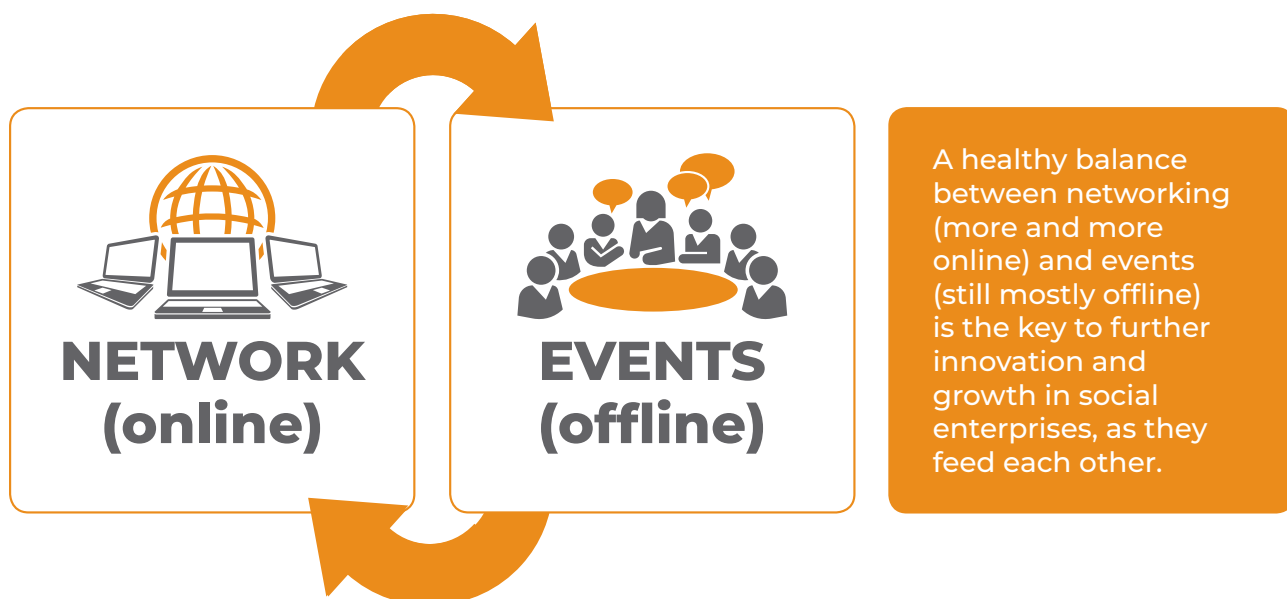 NETWORK
(online)
EVENTS
(offline)
A healthy balance
between networking
(more and more
online) and events
(still mostly offline)
is the key to further
innovation and
growth in social
enterprises, as they
feed each other.